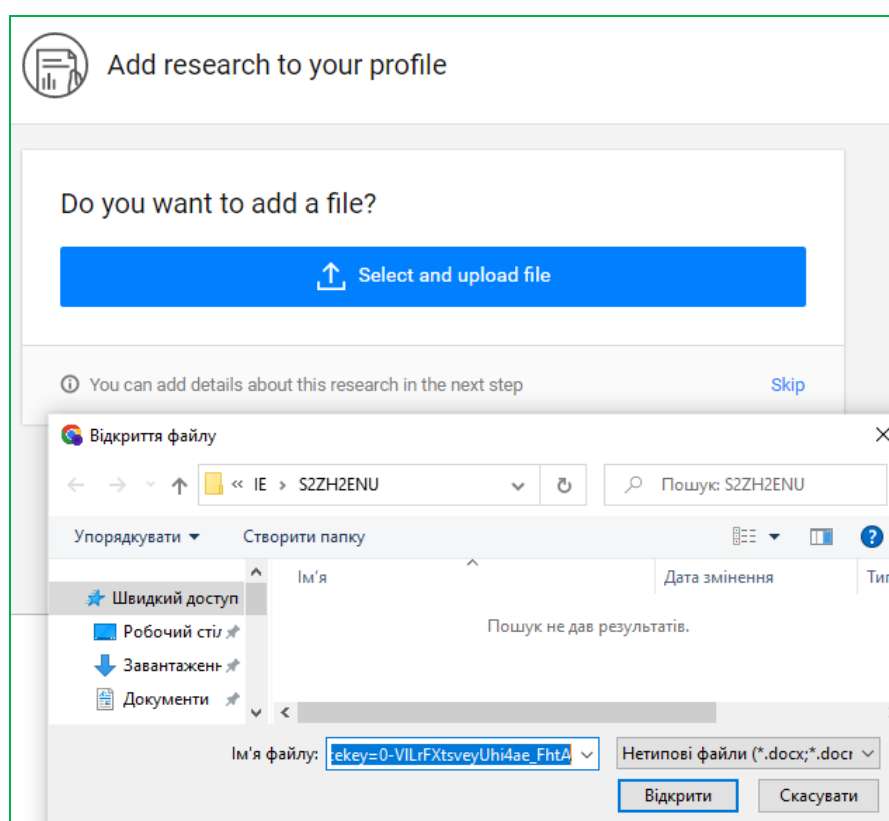 Add research to your profile
Do you want to add a file?
Select and upload file
You can add details about this research in the next step
Skip
Відкриття файлу
« IE › S2ZH2ENU
Пошук: S2ZH2ENU
Упорядкувати
Створити папку
Ім'я
Дата змінення
Тип
Швидкий доступ
Пошук не дав результатів.
Робочий стіл
Завантаженн
Документи
Ім'я файлу:
:ekey=0-VILrFXtsveyUhi4ae_FhtA
Нетипові файли (*.docx;*.docm
Відкрити
Скасувати